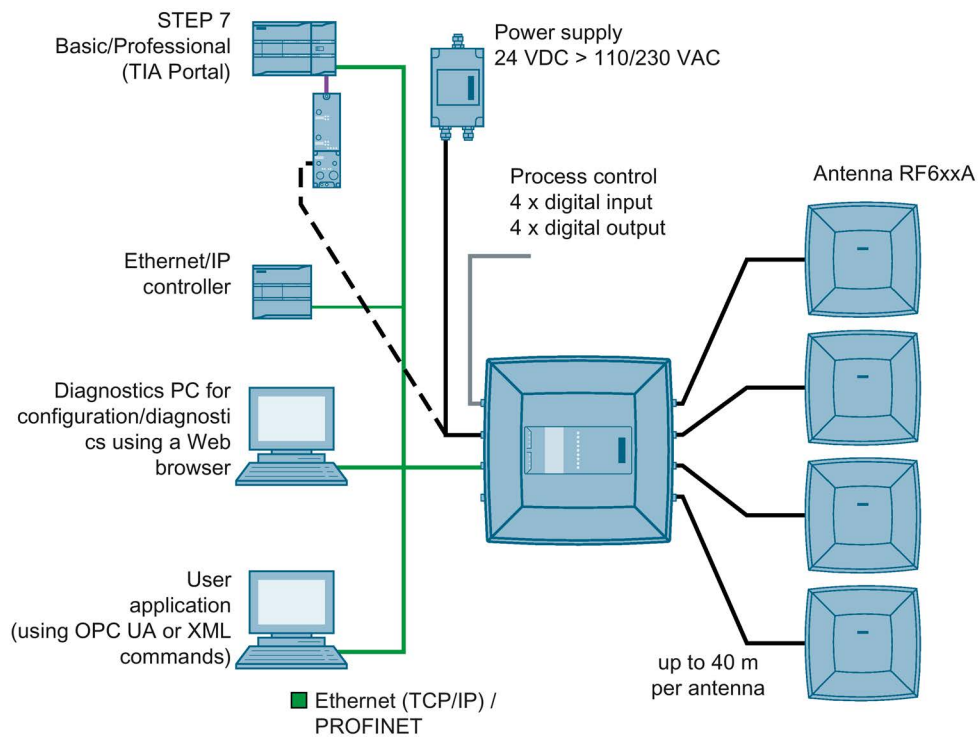 STEP 7
Basic/Professional
(TIA Portal)
Power supply
24 VDC > 110/230 VAC
Process control
4 x digital input
4 x digital output
Antenna RF6xxA
Ethernet/IP
controller
Diagnostics PC for
configuration/diagnosti
cs using a Web
browser
User
application
(using OPC UA or XML
commands)
up to 40 m
per antenna
Ethernet (TCP/IP) /
PROFINET